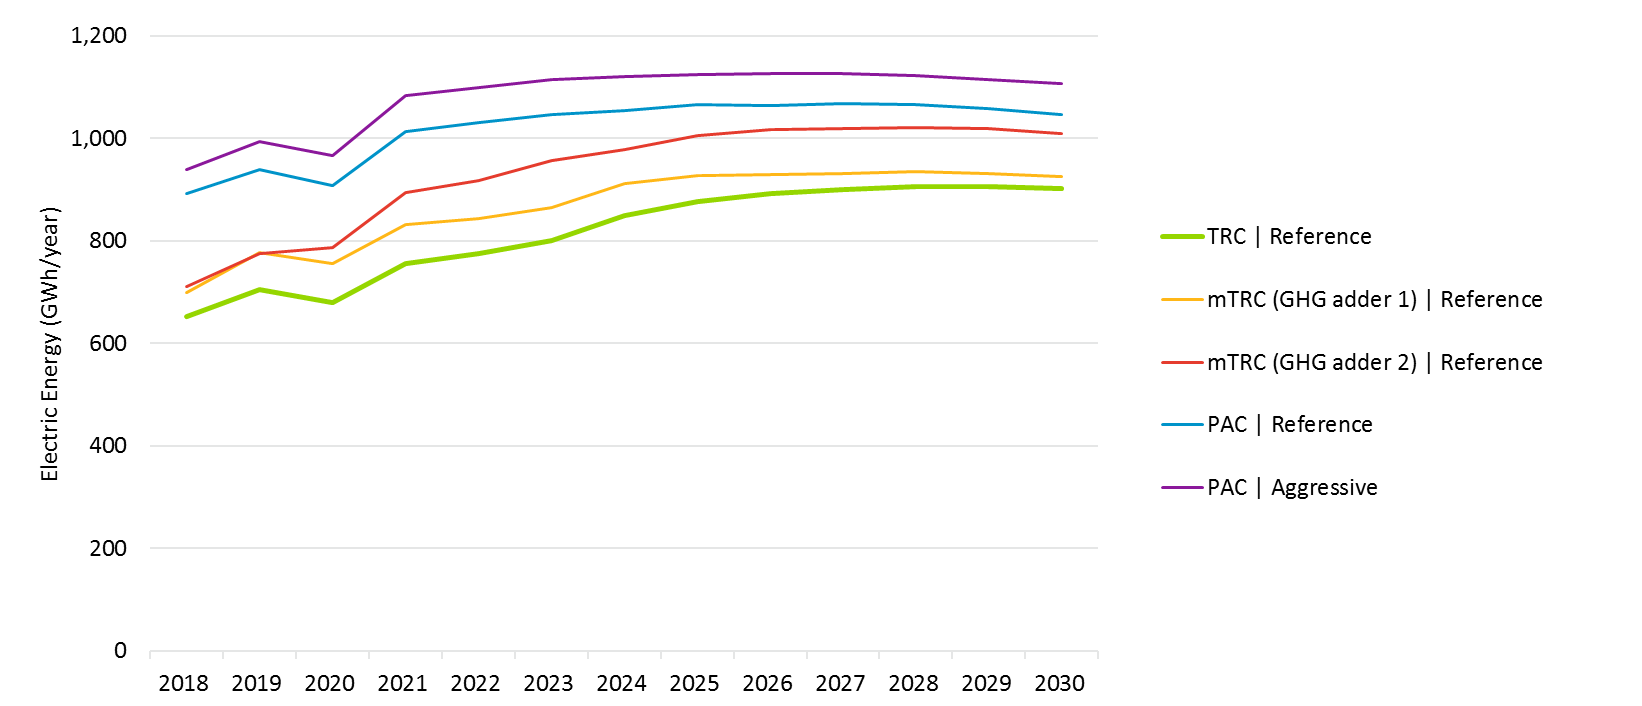 1,200
1,000
800
600
400
200
0
Electric Energy (GWh/year)
2018 2019 2020 2021 2022 2023 2024 2025 2026 2027 2028 2029 2030
TRC | Reference
mTRC (GHG adder 1) | Reference
mTRC (GHG adder 2) | Reference
PAC | Reference
PAC | Aggressive